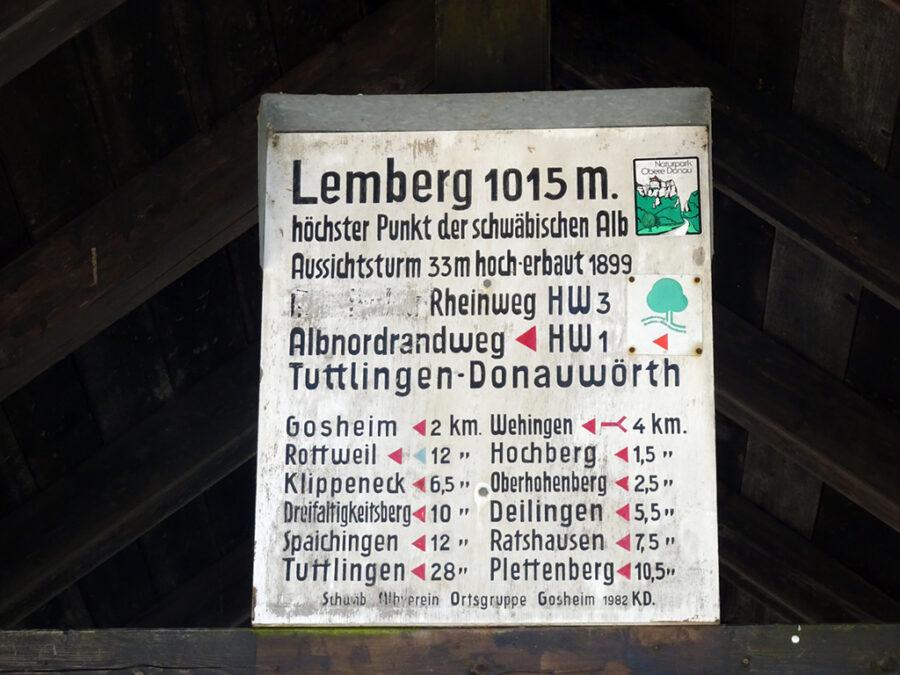 Lemberg 1015 m.
Naturpark
Obere Donau
höchster Punkt der schwäbischen Alb
Aussichtsturm 33m hoch-erbaut 1899
Rheinweg HW 3
Albnordrandweg HW 1
Tuttlingen-Donauwörth
Gosheim 2 km. Wehingen 4 km.
Rottweil 12 " Hochberg 1,5 "
Klippeneck 6,5 " Oberhohenberg 2,5 "
Dreifaltigkeitsberg 10 " Deilingen 5,5 "
Spaichingen 12 " Ratshausen 7,5 "
Tuttlingen 28 " Plettenberg 10,5 "
Schwäb Albverein Ortsgruppe Gosheim 1982 KD.